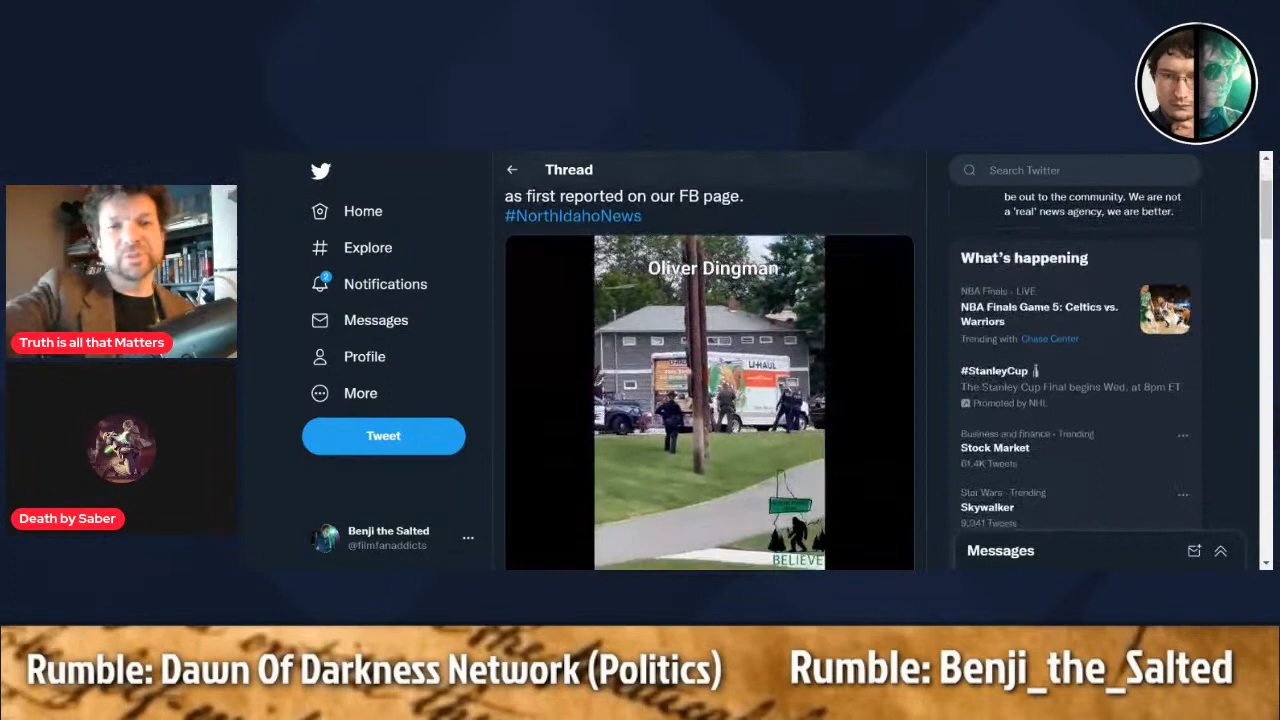 Thread
as first reported on our FB page.
#NorthIdahoNews
Home
Explore
2
Notifications
Messages
Profile
More
Tweet
Benji the Salted
@filmfanaddicts
Oliver Dingman
U-HAUL
BELIEVE
Search Twitter
be out to the community. We are not
a 'real' news agency, we are better.
What's happening
NBA Finals · LIVE
NBA Finals Game 5: Celtics vs.
Warriors
Trending with Chase Center
#StanleyCup
The Stanley Cup Final begins Wed. at 8pm ET
Promoted by NHL
Business and finance · Trending
Stock Market
61.4K Tweets
Star Wars · Trending
Skywalker
9,941 Tweets
Messages
Truth is all that Matters
Death by Saber
Rumble: Dawn Of Darkness Network (Politics)
Rumble: Benji_the_Salted